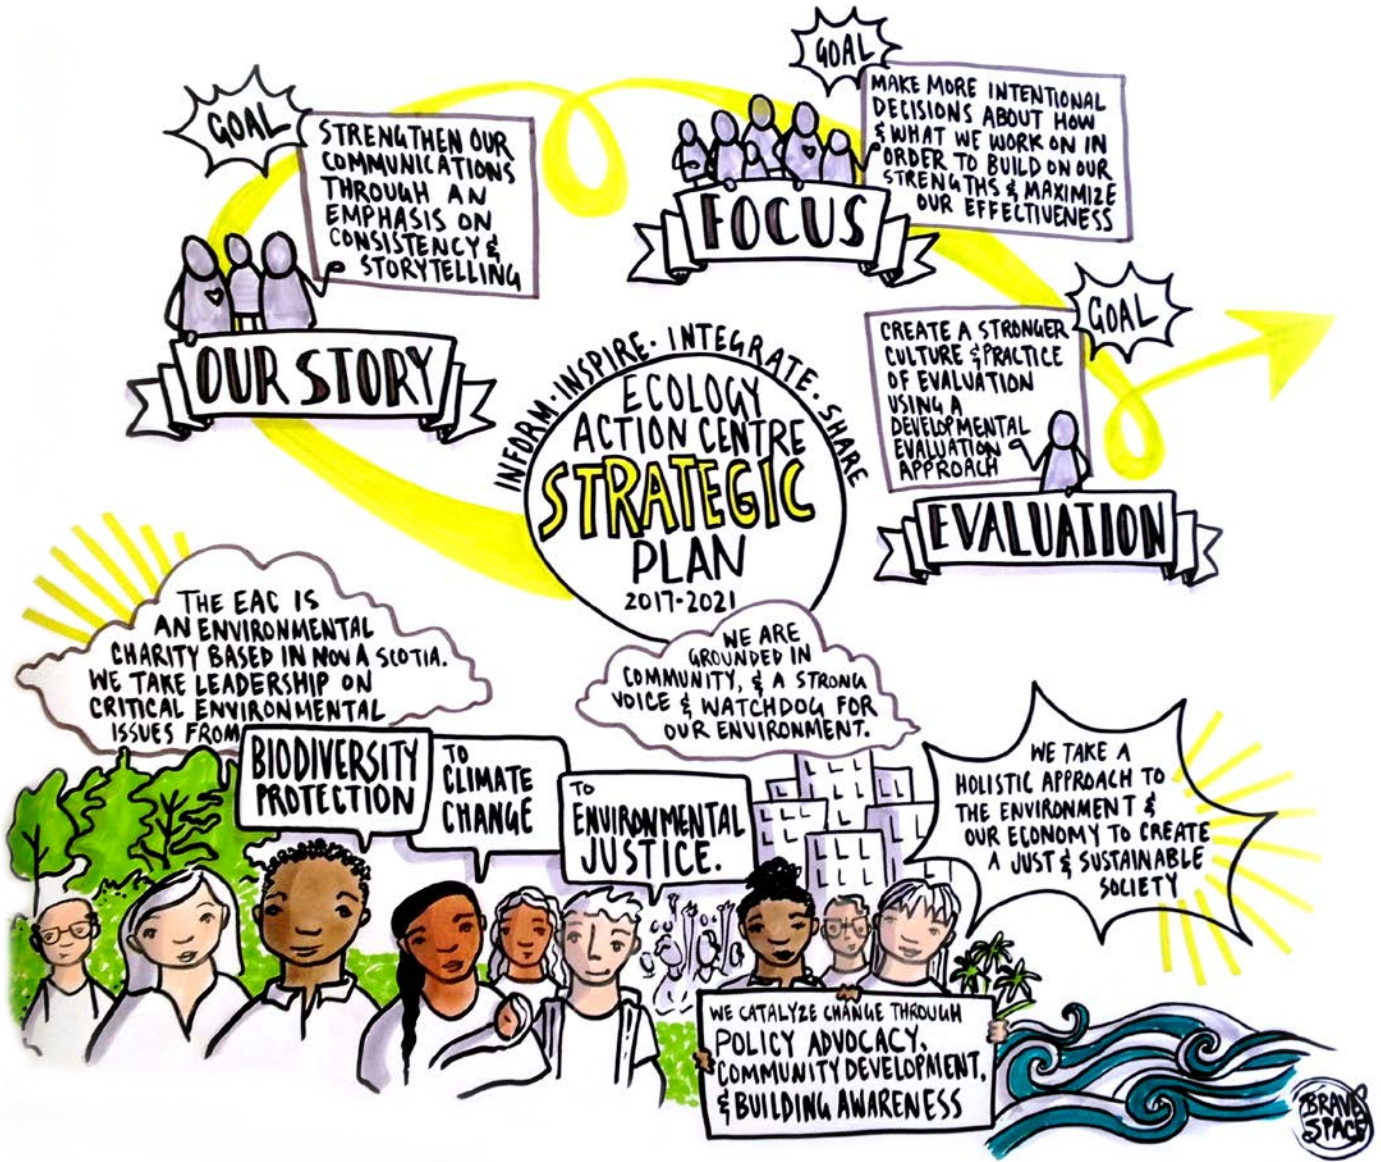 GOAL
STRENGTHEN OUR
COMMUNICATIONS
THROUGH AN
EMPHASIS ON
CONSISTENCY &
STORYTELLING
OUR STORY
GOAL
MAKE MORE INTENTIONAL
DECISIONS ABOUT HOW
& WHAT WE WORK ON IN
ORDER TO BUILD ON OUR
STRENGTHS & MAXIMIZE
OUR EFFECTIVENESS
FOCUS
GOAL
CREATE A STRONGER
CULTURE & PRACTICE
OF EVALUATION
USING A
DEVELOPMENTAL
EVALUATION
APPROACH
EVALUATION
INFORM · INSPIRE · INTEGRATE · SHARE
ECOLOGY
ACTION CENTRE
STRATEGIC
PLAN
2017-2021
THE EAC IS
AN ENVIRONMENTAL
CHARITY BASED IN NOVA SCOTIA.
WE TAKE LEADERSHIP ON
CRITICAL ENVIRONMENTAL
ISSUES FROM
BIODIVERSITY
PROTECTION
TO
CLIMATE
CHANGE
TO
ENVIRONMENTAL
JUSTICE.
WE ARE
GROUNDED IN
COMMUNITY, & A STRONG
VOICE & WATCHDOG FOR
OUR ENVIRONMENT.
WE TAKE A
HOLISTIC APPROACH TO
THE ENVIRONMENT &
OUR ECONOMY TO CREATE
A JUST & SUSTAINABLE
SOCIETY
WE CATALYZE CHANGE THROUGH
POLICY ADVOCACY,
COMMUNITY DEVELOPMENT,
& BUILDING AWARENESS
BRAVE
SPACE